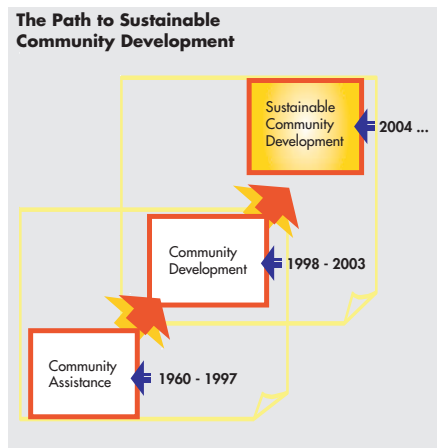 The Path to Sustainable
Community Development
Sustainable
Community
Development
2004 ...
Community
Development
1998 - 2003
Community
Assistance
1960 - 1997